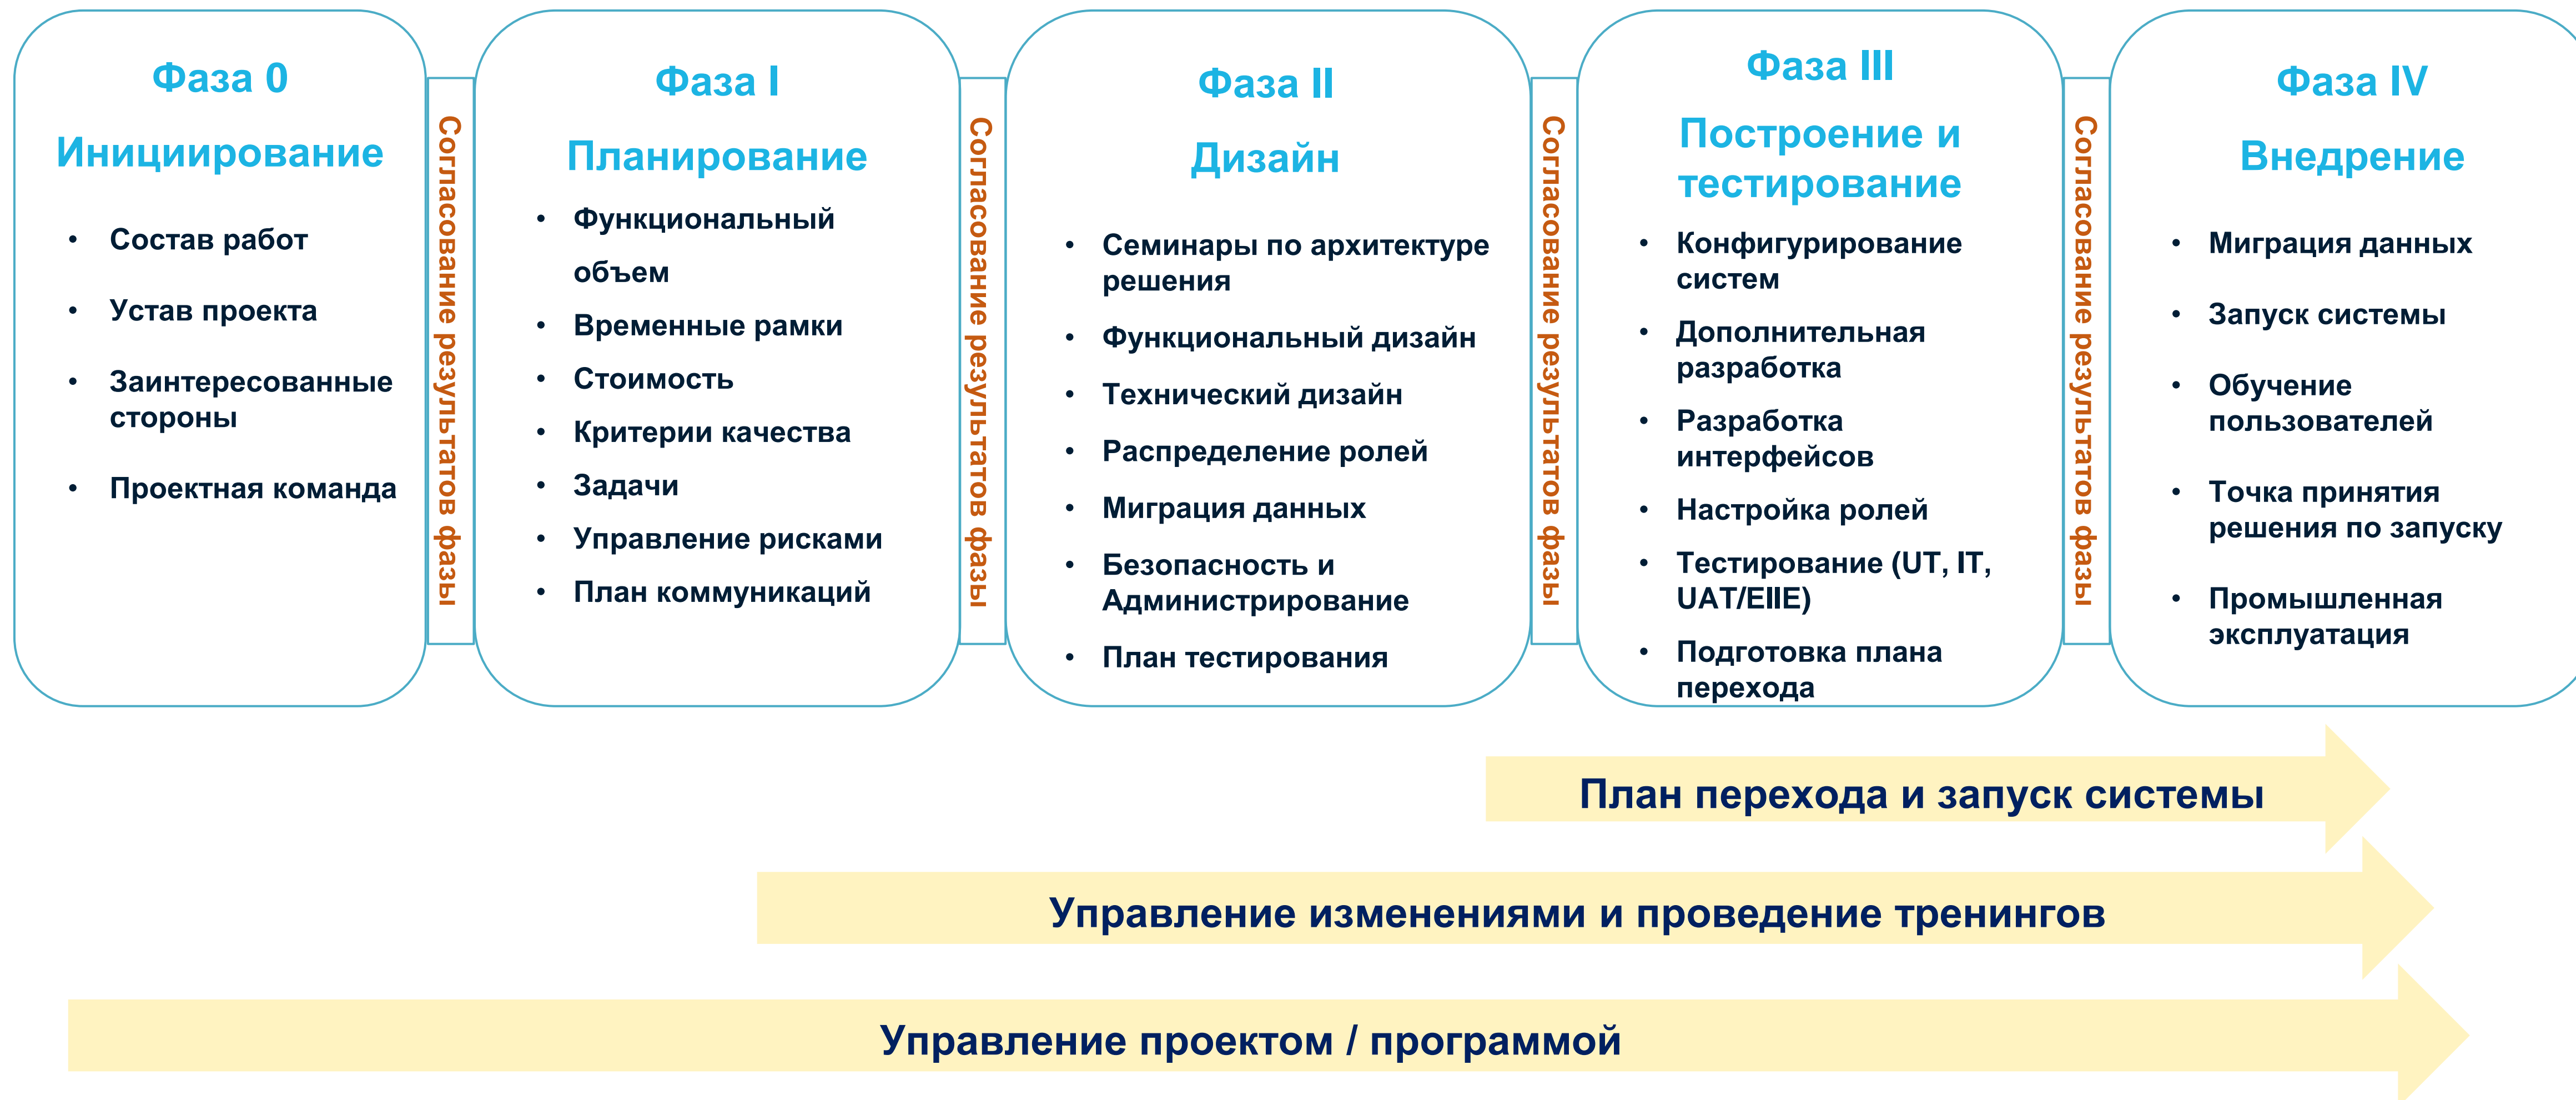 Фаза 0
Инициирование
• Состав работ
• Устав проекта
• Заинтересованные
стороны
• Проектная команда
Согласование результатов фазы
Фаза I
Планирование
• Функциональный
объем
• Временные рамки
• Стоимость
• Критерии качества
• Задачи
• Управление рисками
• План коммуникаций
Согласование результатов фазы
Фаза II
Дизайн
• Семинары по архитектуре
решения
• Функциональный дизайн
• Технический дизайн
• Распределение ролей
• Миграция данных
• Безопасность и
Администрирование
• План тестирования
Согласование результатов фазы
Фаза III
Построение и
тестирование
• Конфигурирование
систем
• Дополнительная
разработка
• Разработка
интерфейсов
• Настройка ролей
• Тестирование (UT, IT,
UAT/EIIE)
• Подготовка плана
перехода
Согласование результатов фазы
Фаза IV
Внедрение
• Миграция данных
• Запуск системы
• Обучение
пользователей
• Точка принятия
решения по запуску
• Промышленная
эксплуатация
План перехода и запуск системы
Управление изменениями и проведение тренингов
Управление проектом / программой